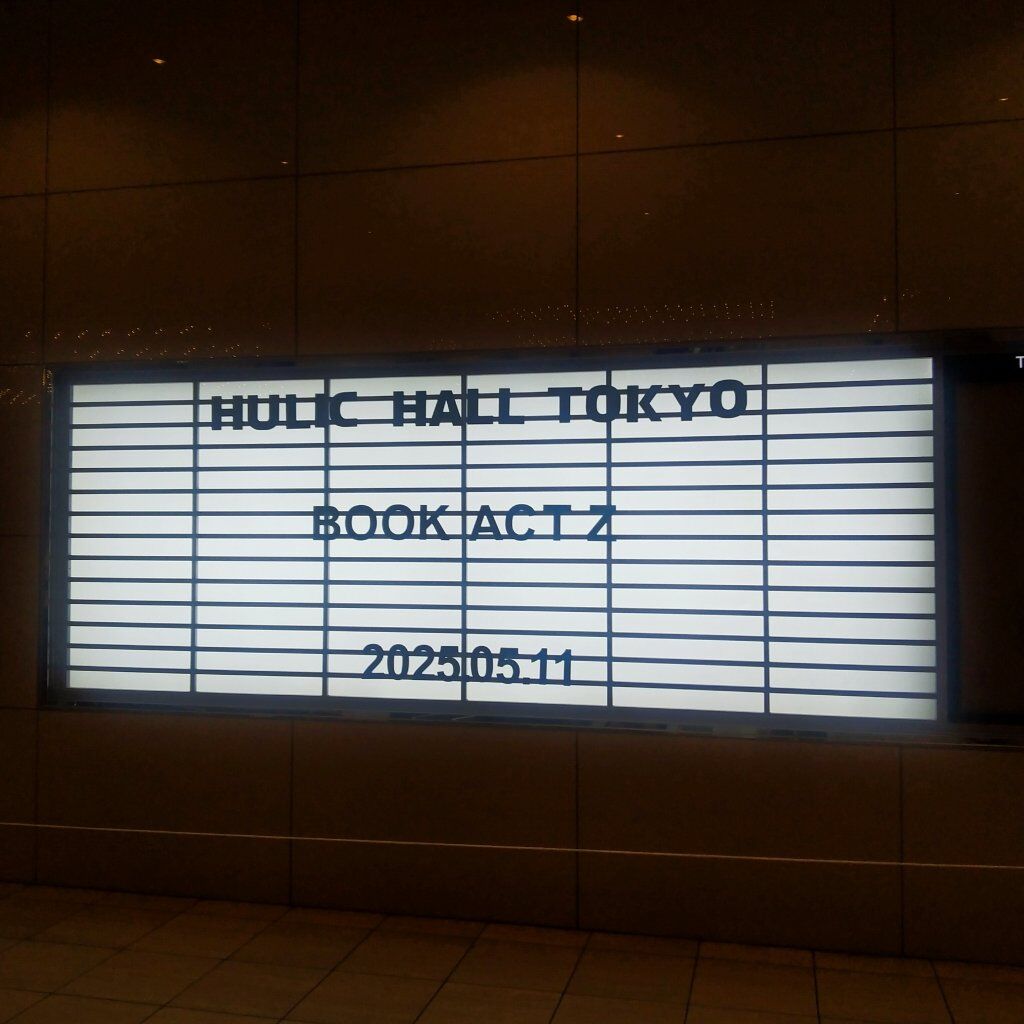 HULIC HALL TOKYO
BOOK ACT Z
2025.05.11